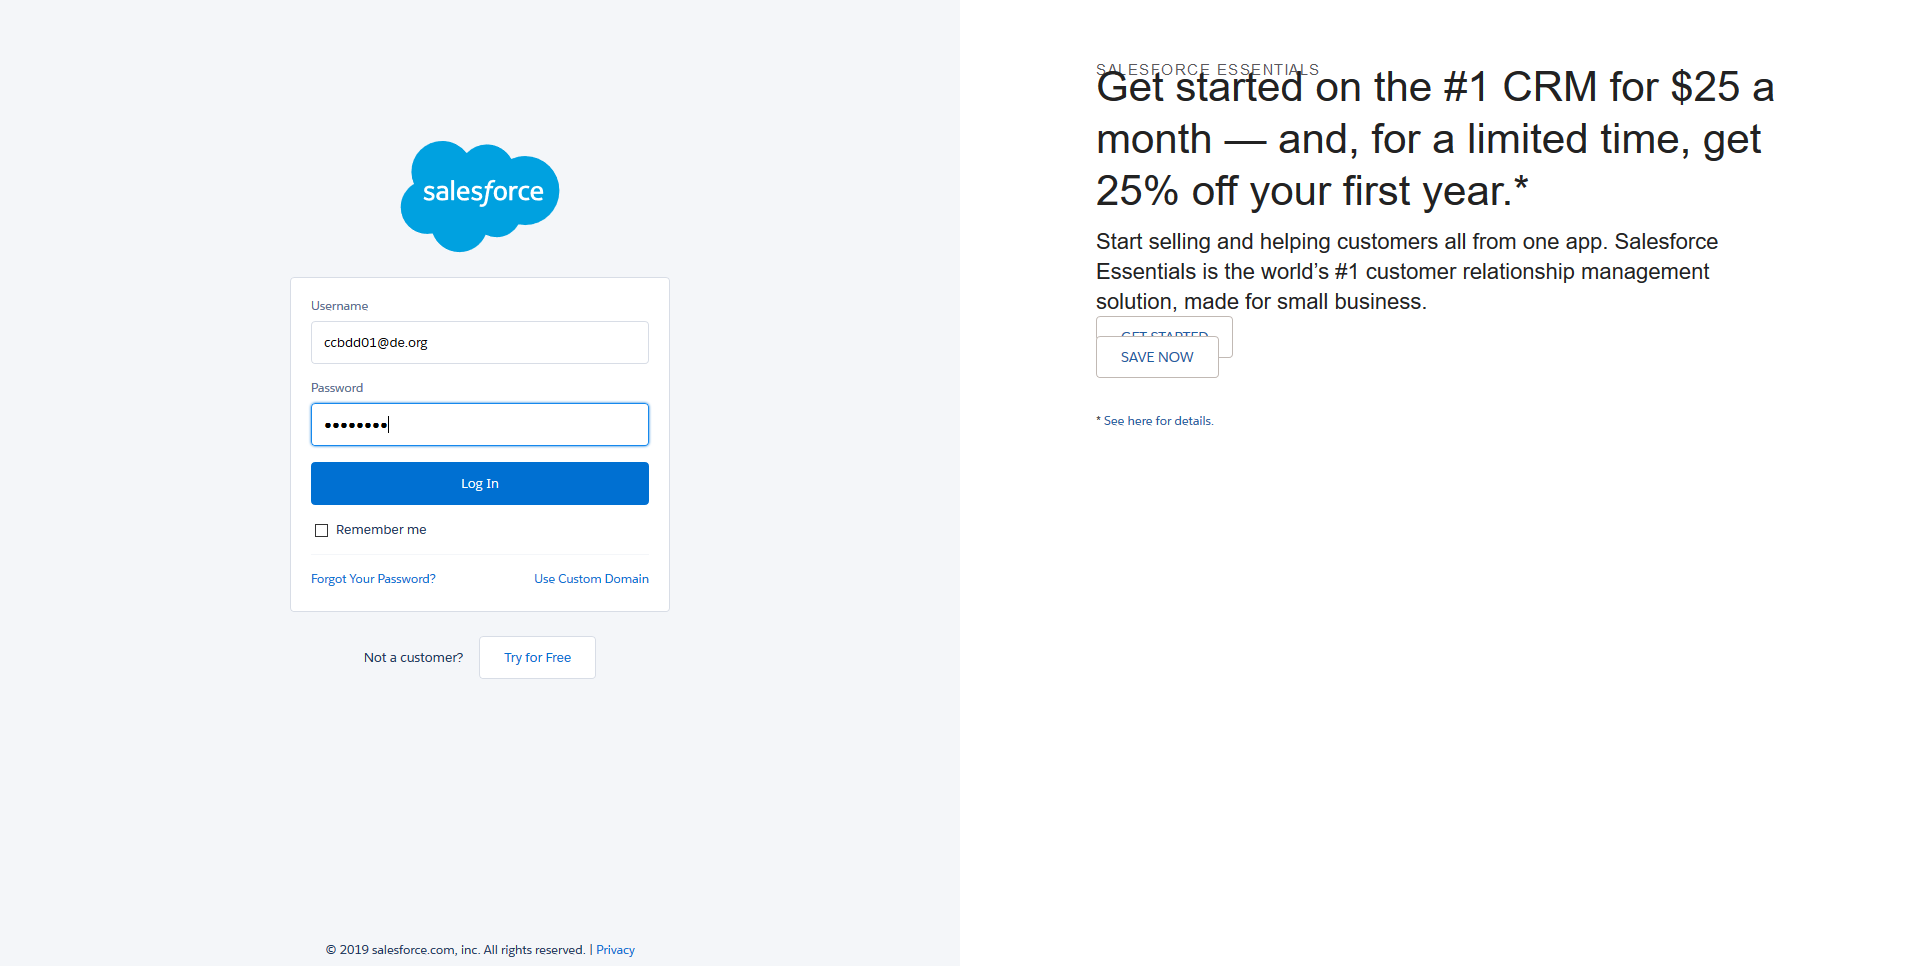 salesforce
Username
ccbdd01@de.org
Password
••••••••
Log In
Remember me
Forgot Your Password?
Use Custom Domain
Not a customer?
Try for Free
© 2019 salesforce.com, inc. All rights reserved. | Privacy
SALESFORCE ESSENTIALS
Get started on the #1 CRM for $25 a
month — and, for a limited time, get
25% off your first year.*
Start selling and helping customers all from one app. Salesforce
Essentials is the world’s #1 customer relationship management
solution, made for small business.
GET STARTED
SAVE NOW
* See here for details.